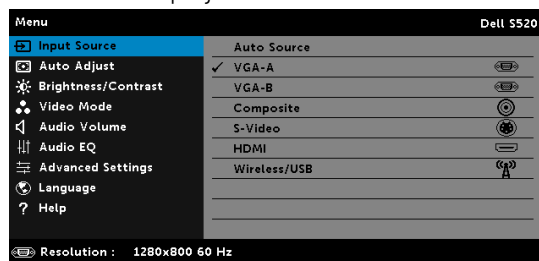 Menu Dell S520
Input Source
Auto Adjust
Brightness/Contrast
Video Mode
Audio Volume
Audio EQ
Advanced Settings
Language
? Help
Auto Source
✓ VGA-A
VGA-B
Composite
S-Video
HDMI
Wireless/USB
Resolution : 1280x800 60 Hz